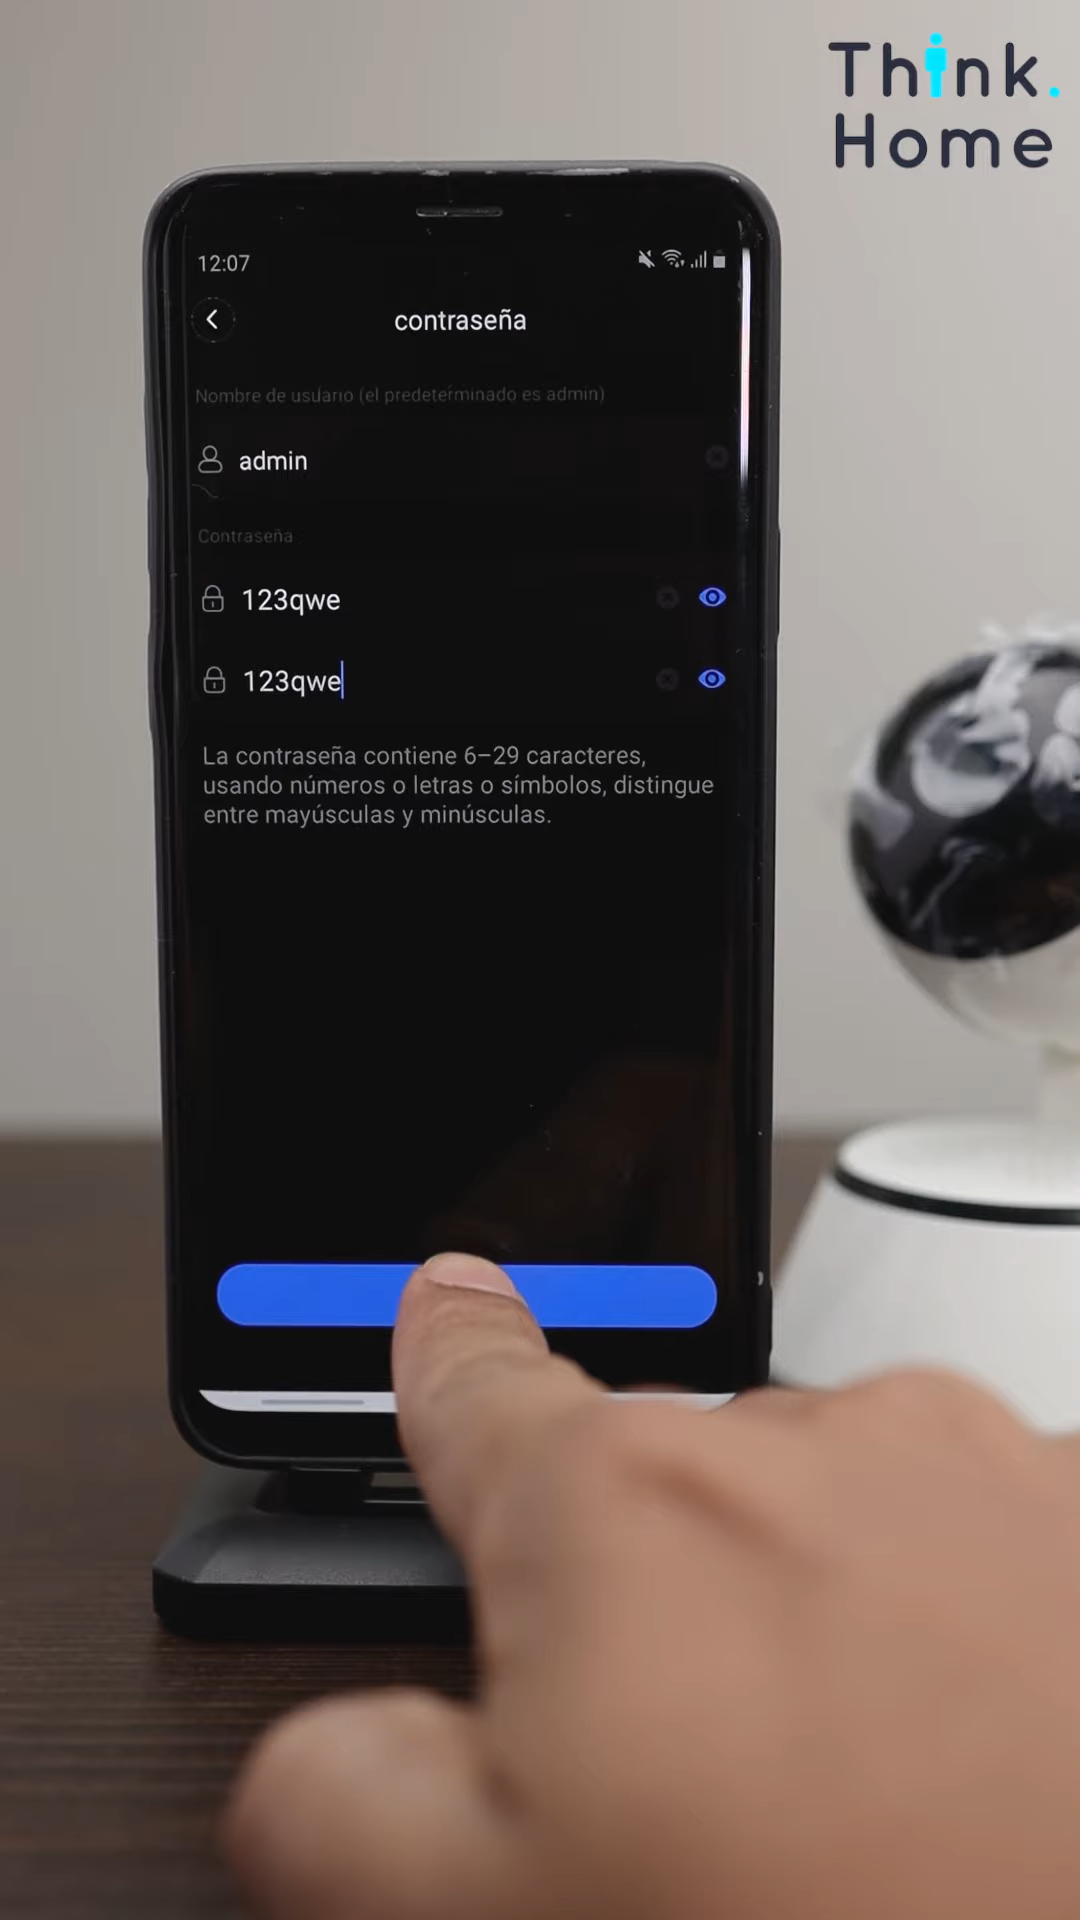 Think.
Home
12:07
contraseña
Nombre de usuario (el predeterminado es admin)
admin
Contraseña
123qwe
123qwe
La contraseña contiene 6–29 caracteres,
usando números o letras o símbolos, distingue
entre mayúsculas y minúsculas.